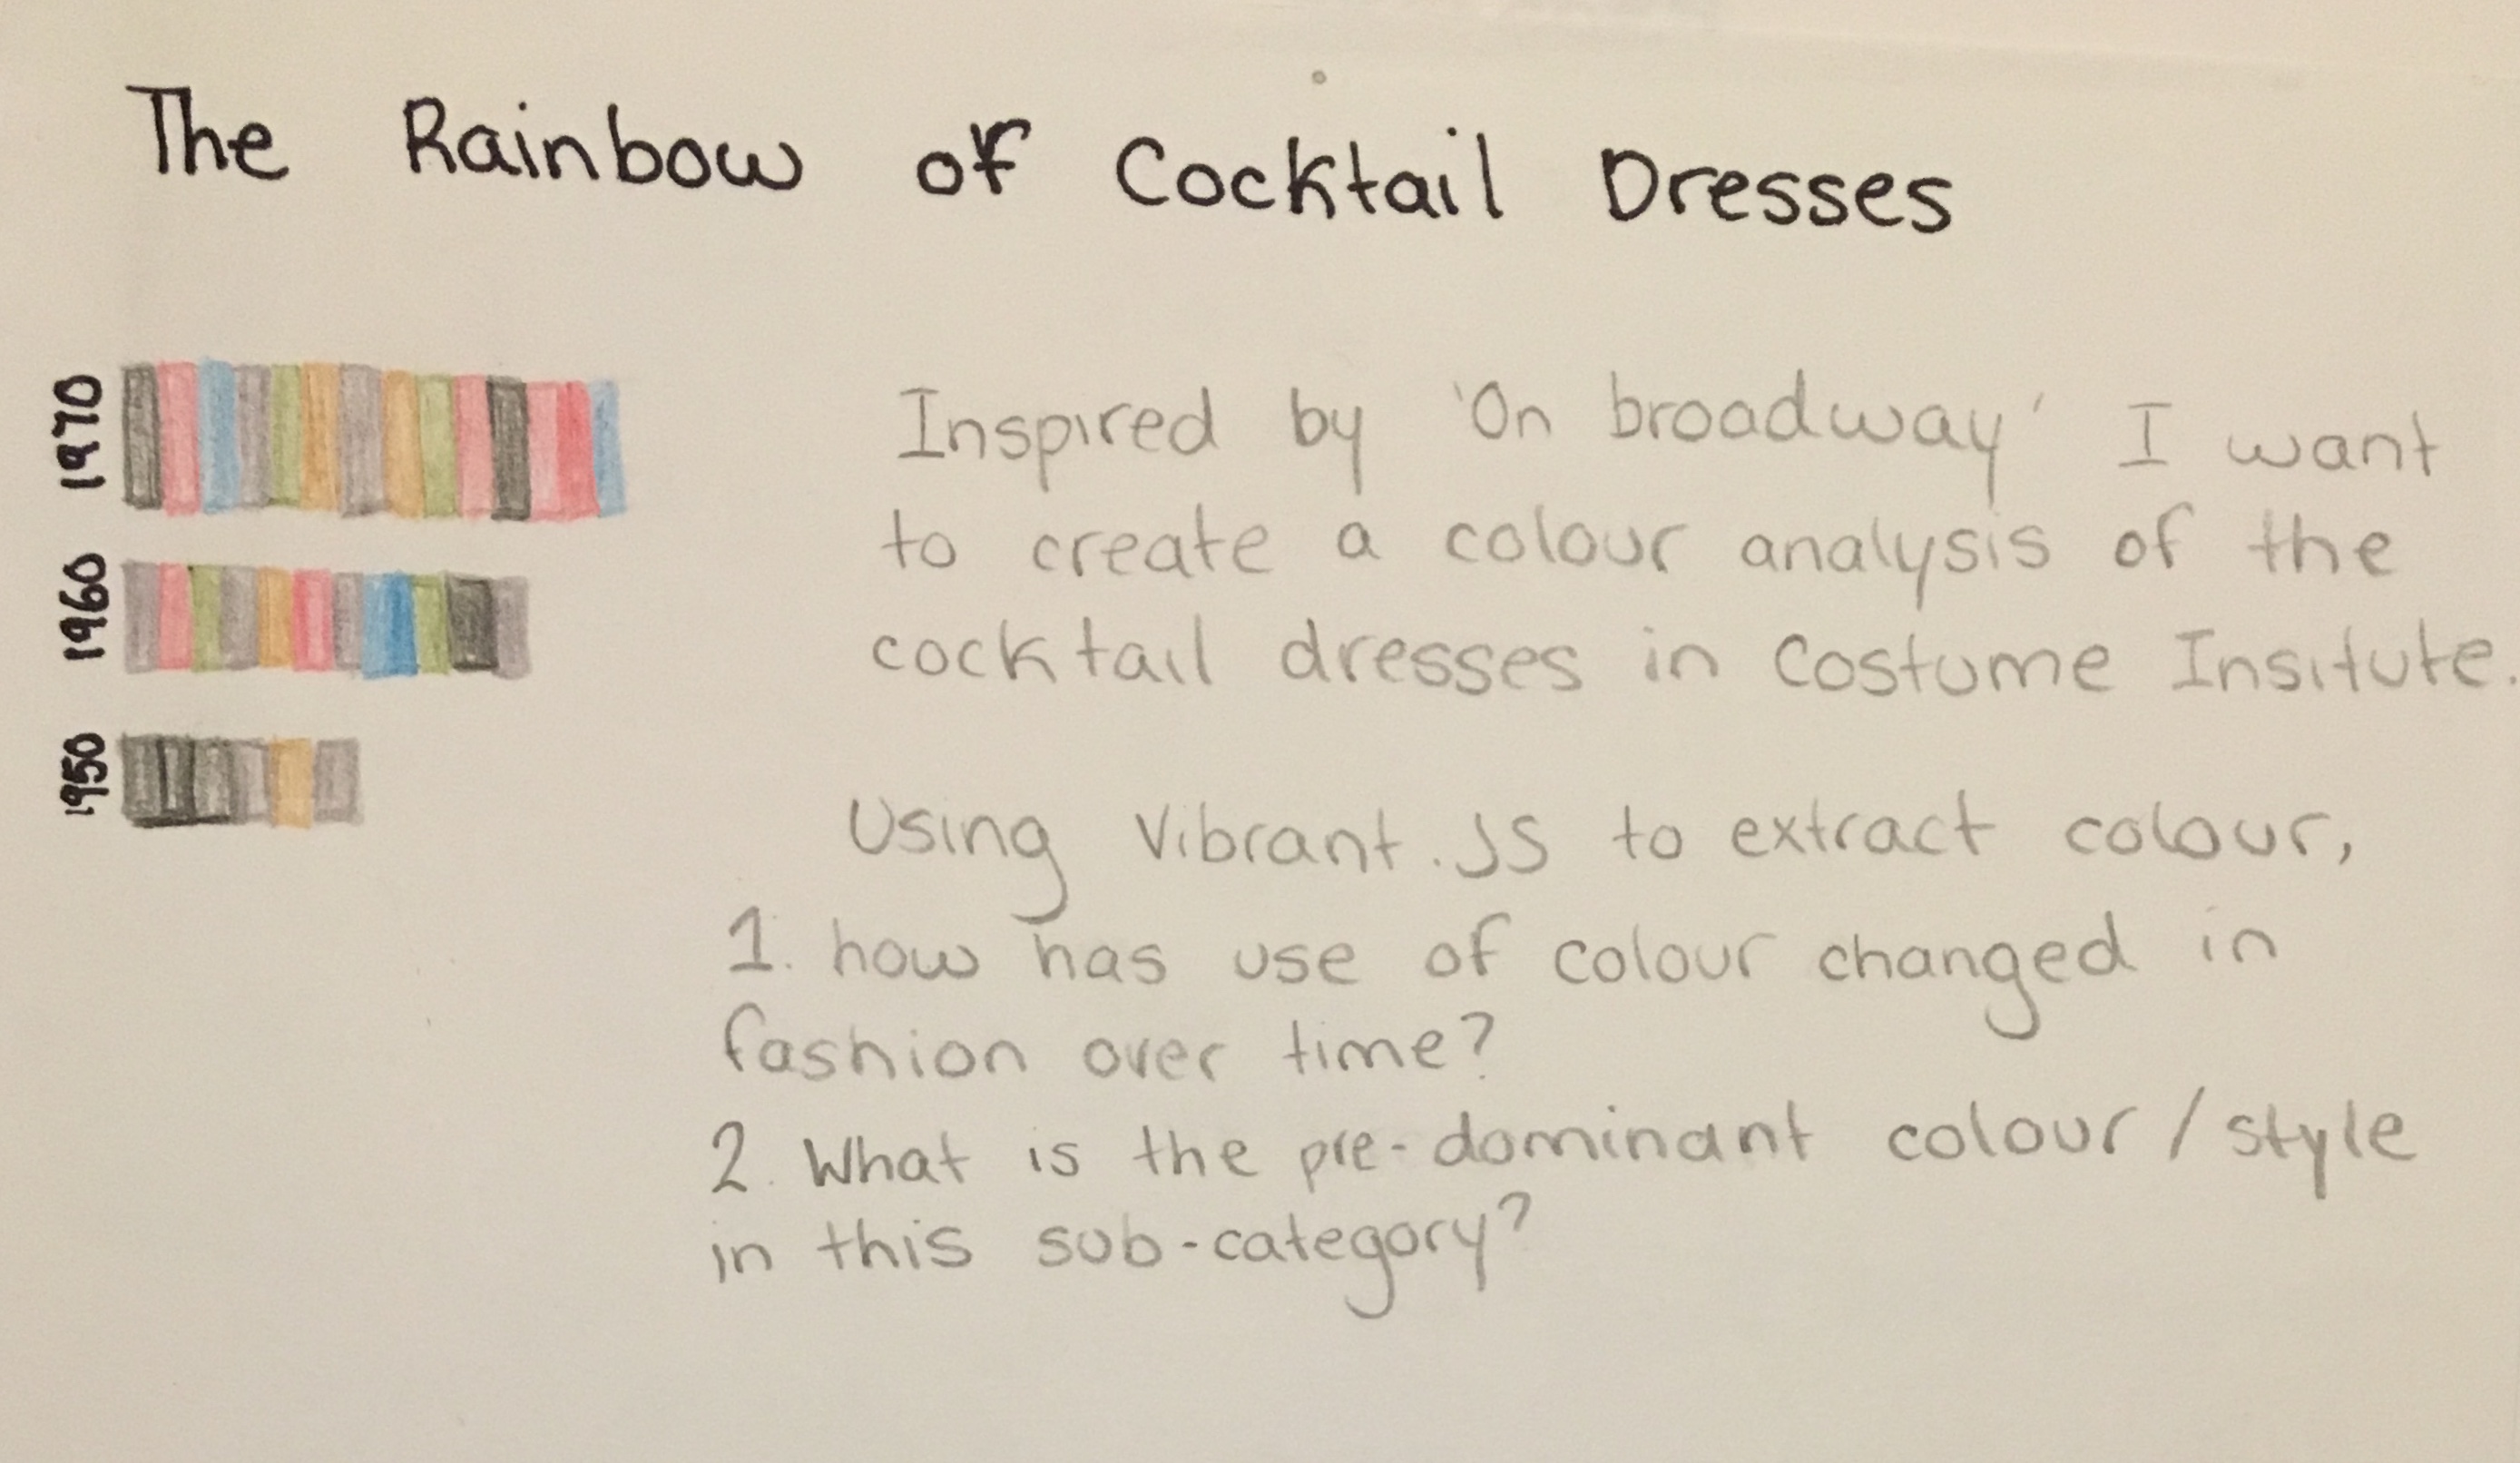 The Rainbow of Cocktail Dresses
1970
1960
1950
Inspired by 'On broadway' I want
to create a colour analysis of the
cocktail dresses in Costume Insitute.
Using Vibrant.JS to extract colour,
1. how has use of colour changed in
fashion over time?
2. What is the pre-dominant colour/style
in this sub-category?